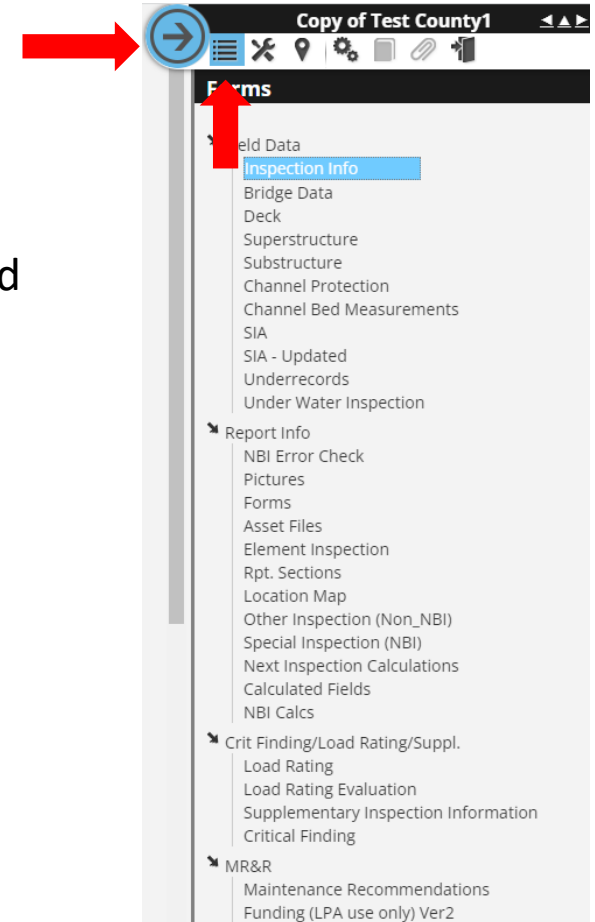 Copy of Test County1
Forms
eld Data
Inspection Info
Bridge Data
Deck
Superstructure
d
Substructure
Channel Protection
Channel Bed Measurements
SIA
SIA - Updated
Underrecords
Under Water Inspection
Report Info
NBI Error Check
Pictures
Forms
Asset Files
Element Inspection
Rpt. Sections
Location Map
Other Inspection (Non_NBI)
Special Inspection (NBI)
Next Inspection Calculations
Calculated Fields
NBI Calcs
Crit Finding/Load Rating/Suppl.
Load Rating
Load Rating Evaluation
Supplementary Inspection Information
Critical Finding
MR&R
Maintenance Recommendations
Funding (LPA use only) Ver2